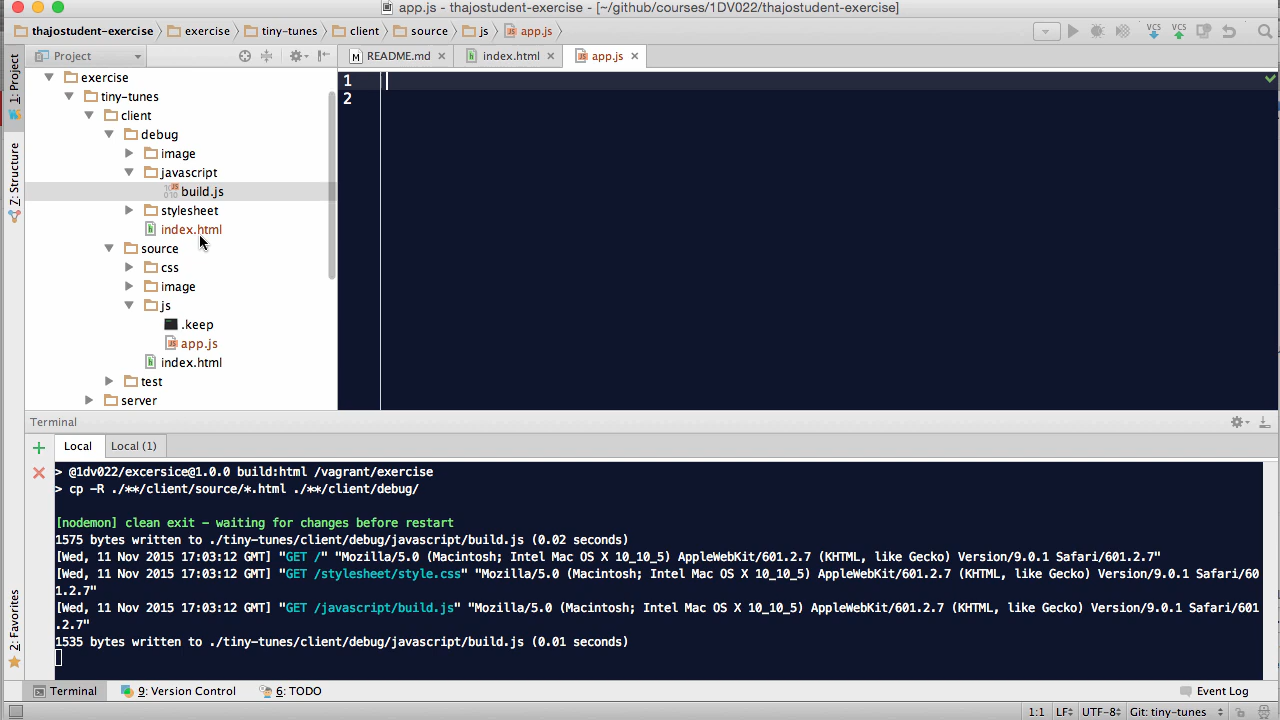 app.js - thajostudent-exercise - [~/github/courses/1DV022/thajostudent-exercise]
thajostudent-exercise exercise tiny-tunes client source js app.js
VCS VCS
1: Project
7: Structure
2: Favorites
Project
README.md index.html app.js
exercise
tiny-tunes
client
debug
image
javascript
build.js
stylesheet
index.html
source
css
image
js
.keep
app.js
index.html
test
server
1
2
Terminal
Local Local (1)
> @1dv022/excersice@1.0.0 build:html /vagrant/exercise
> cp -R ./**/client/source/*.html ./**/client/debug/
[nodemon] clean exit - waiting for changes before restart
1575 bytes written to ./tiny-tunes/client/debug/javascript/build.js (0.02 seconds)
[Wed, 11 Nov 2015 17:03:12 GMT] "GET /" "Mozilla/5.0 (Macintosh; Intel Mac OS X 10_10_5) AppleWebKit/601.2.7 (KHTML, like Gecko) Version/9.0.1 Safari/601.2.7"
[Wed, 11 Nov 2015 17:03:12 GMT] "GET /stylesheet/style.css" "Mozilla/5.0 (Macintosh; Intel Mac OS X 10_10_5) AppleWebKit/601.2.7 (KHTML, like Gecko) Version/9.0.1 Safari/60
1.2.7"
[Wed, 11 Nov 2015 17:03:12 GMT] "GET /javascript/build.js" "Mozilla/5.0 (Macintosh; Intel Mac OS X 10_10_5) AppleWebKit/601.2.7 (KHTML, like Gecko) Version/9.0.1 Safari/601
.2.7"
1535 bytes written to ./tiny-tunes/client/debug/javascript/build.js (0.01 seconds)
Terminal 9: Version Control 6: TODO Event Log
1:1 LF UTF-8 Git: tiny-tunes